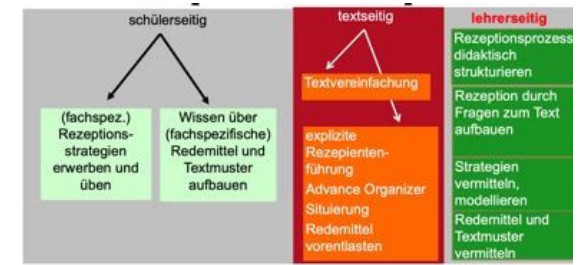 schülerseitig
(fachspez.)
Rezeptions-
strategien
erwerben und
üben
Wissen über
(fachspezifische)
Redemittel und
Textmuster
aufbauen
textseitig
Textvereinfachung
explizite
Rezepienten-
führung
Advance Organizer
Situierung
Redemittel
vorentlasten
lehrerseitig
Rezeptionsprozess
didaktisch
strukturieren
Rezeption durch
Fragen zum Text
aufbauen
Strategien
vermitteln,
modellieren
Redemittel und
Textmuster
vermitteln